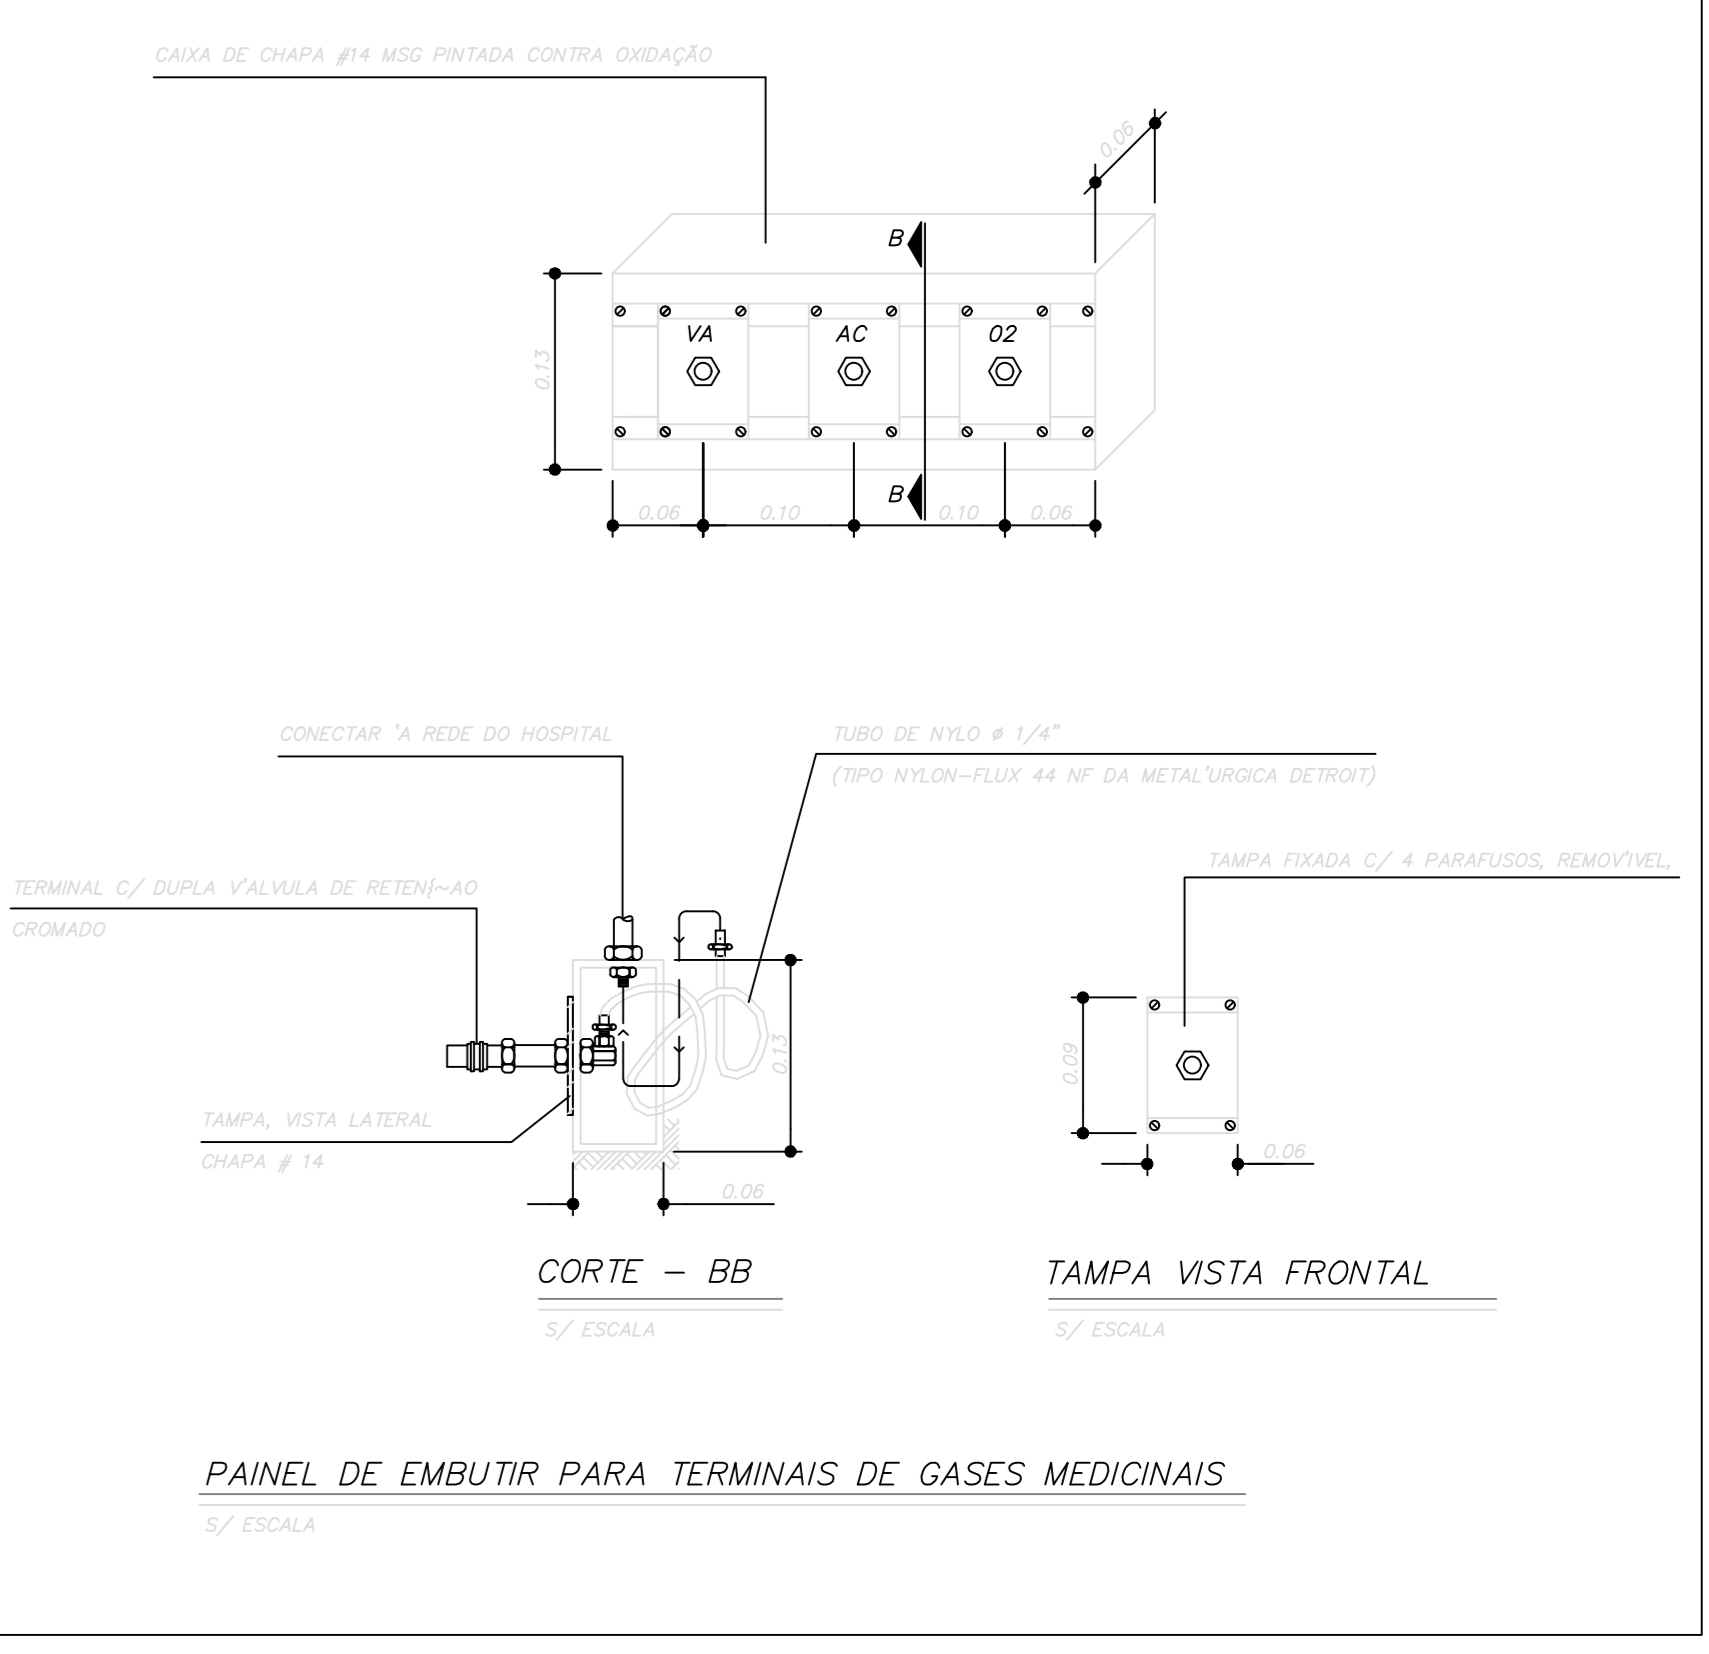 CAIXA DE CHAPA #14 MSG PINTADA CONTRA OXIDAÇÃO
0.06
B
VA AC O2
0.13
B
0.06 0.10 0.10 0.06
CONECTAR 'A REDE DO HOSPITAL
TUBO DE NYLO ø 1/4"
(TIPO NYLON-FLUX 44 NF DA METAL'URGICA DETROIT)
TAMPA FIXADA C/ 4 PARAFUSOS, REMOV'IVEL,
TERMINAL C/ DUPLA V'ALVULA DE RETEN{~AO
CROMADO
0.13
0.09
TAMPA, VISTA LATERAL
CHAPA # 14
0.06
0.06
CORTE - BB
S/ ESCALA
TAMPA VISTA FRONTAL
S/ ESCALA
PAINEL DE EMBUTIR PARA TERMINAIS DE GASES MEDICINAIS
S/ ESCALA